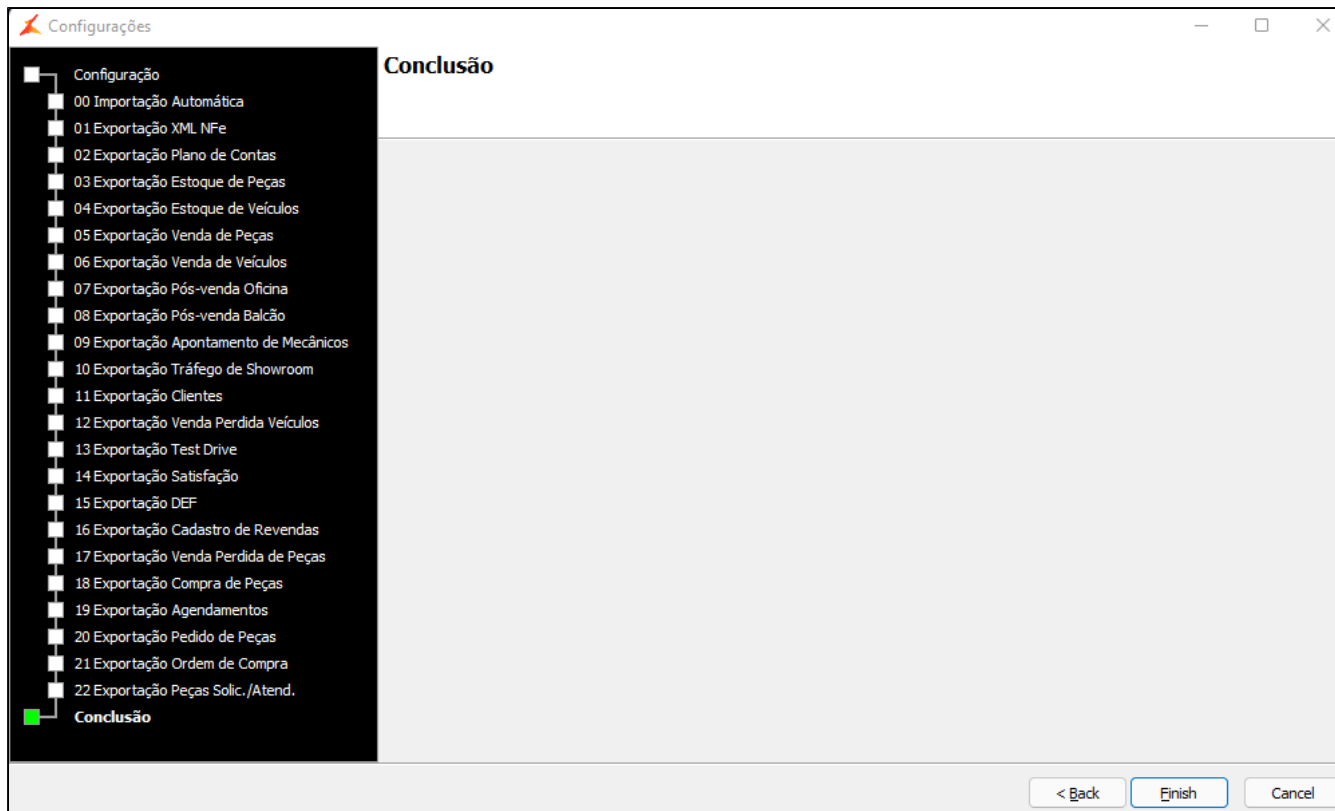 Configurações
Configuração
00 Importação Automática
01 Exportação XML NFe
02 Exportação Plano de Contas
03 Exportação Estoque de Peças
04 Exportação Estoque de Veículos
05 Exportação Venda de Peças
06 Exportação Venda de Veículos
07 Exportação Pós-venda Oficina
08 Exportação Pós-venda Balcão
09 Exportação Apontamento de Mecânicos
10 Exportação Tráfego de Showroom
11 Exportação Clientes
12 Exportação Venda Perdida Veículos
13 Exportação Test Drive
14 Exportação Satisfação
15 Exportação DEF
16 Exportação Cadastro de Revendas
17 Exportação Venda Perdida de Peças
18 Exportação Compra de Peças
19 Exportação Agendamentos
20 Exportação Pedido de Peças
21 Exportação Ordem de Compra
22 Exportação Peças Solic./Atend.
Conclusão
Conclusão
< Back Finish Cancel